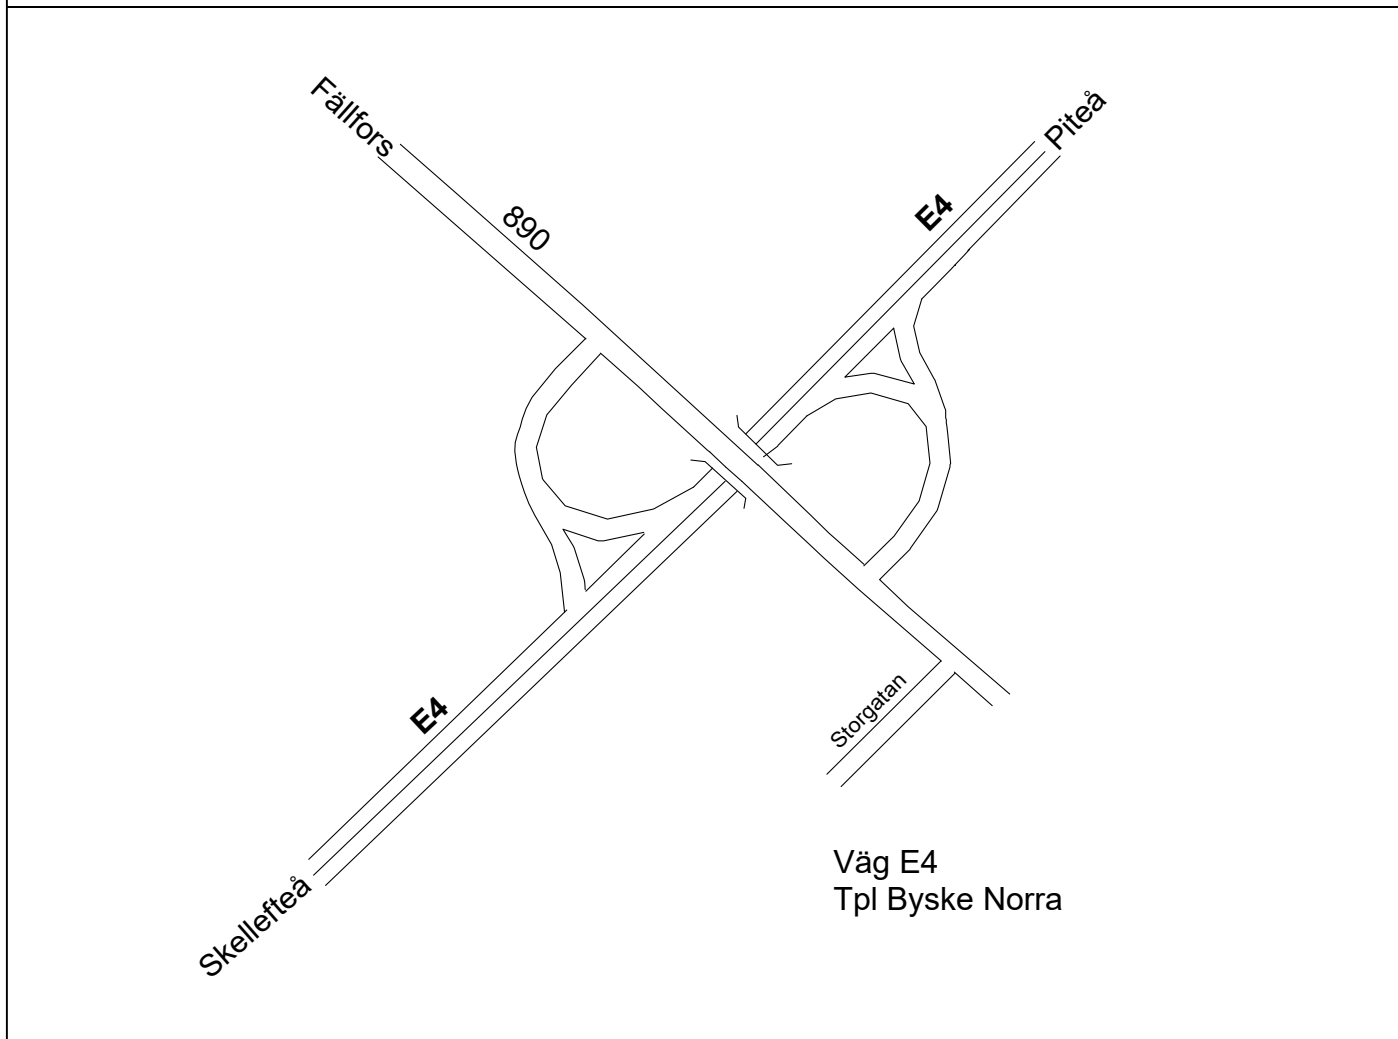 Fällfors
Piteå
890
E4
E4
Storgatan
Skellefteå
Väg E4
Tpl Byske Norra